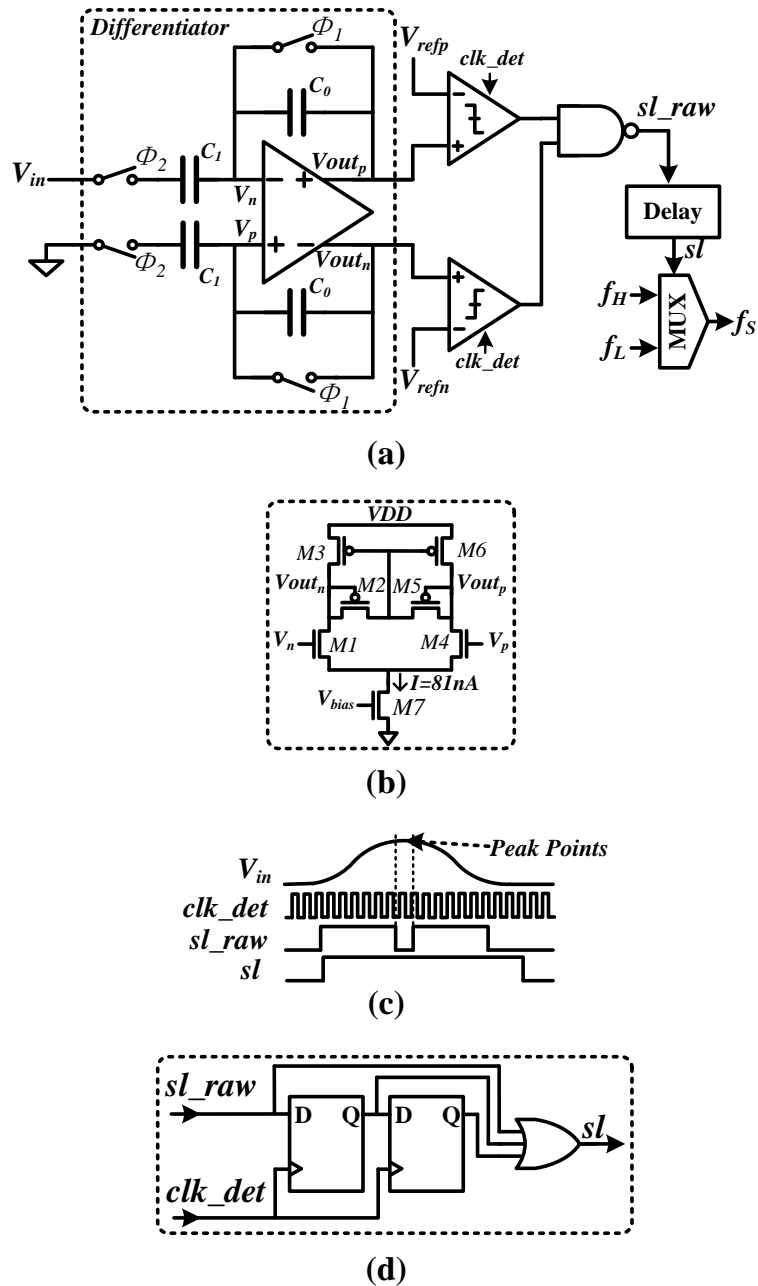 Differentiator
Φ1
C0
Vrefp
clk_det
sl_raw
Vin
Φ2
C1
Vn
Voutp
Vp
Φ2
C1
Voutn
C0
Φ1
Vrefn
clk_det
Delay
sl
fH
fL
MUX
fS
(a)
VDD
M3
M6
Voutn
M2
M5
Voutp
Vn
M1
M4
Vp
I=81nA
Vbias
M7
(b)
Peak Points
Vin
clk_det
sl_raw
sl
(c)
sl_raw
D Q
D Q
sl
clk_det
(d)